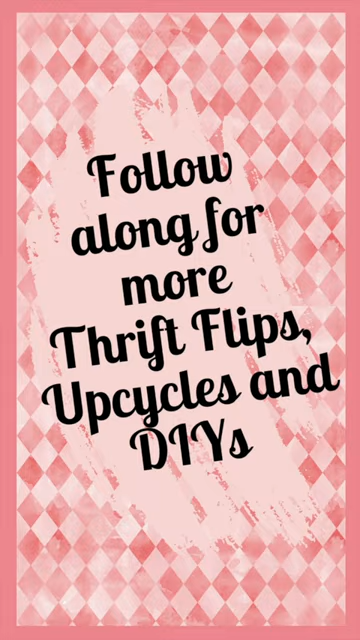 Follow
along for
more
Thrift Flips,
Upcycles and
DIYs